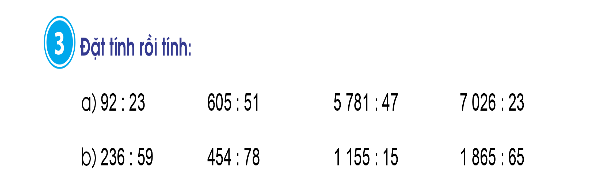 3 Đặt tính rồi tính:
a) 92 : 23 605 : 51 5 781 : 47 7 026 : 23
b) 236 : 59 454 : 78 1 155 : 15 1 865 : 65